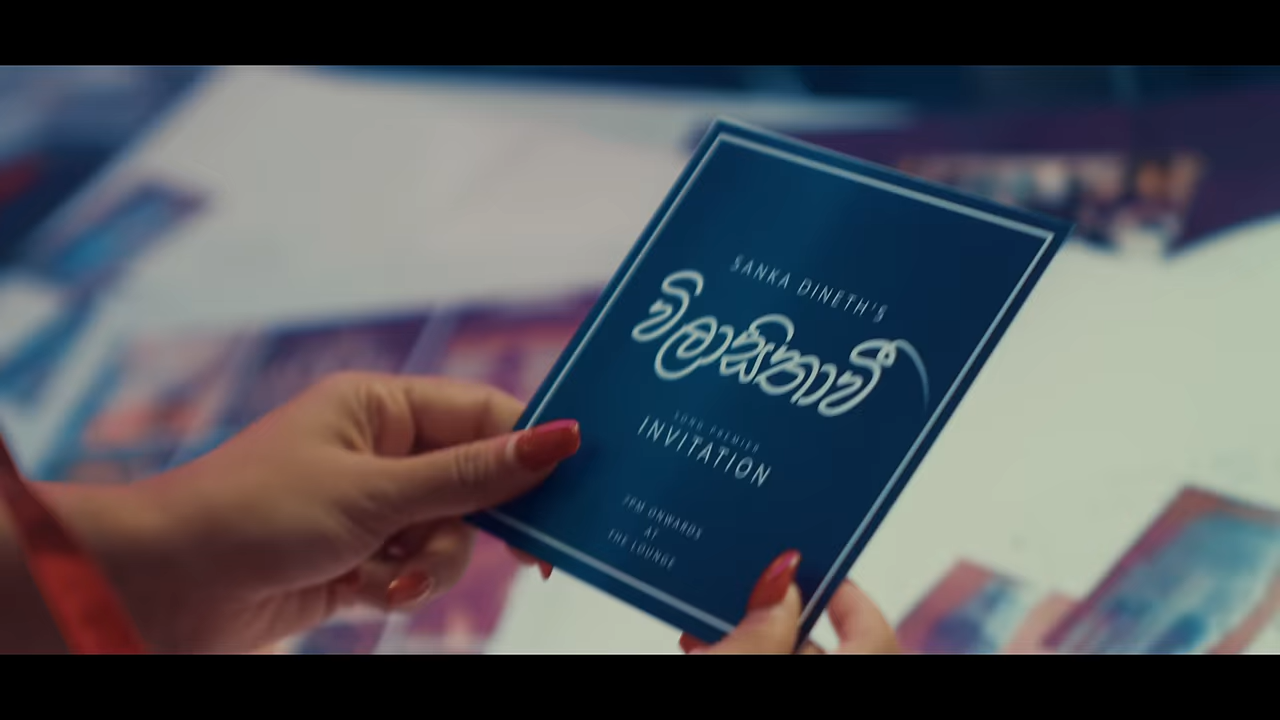 SANKA DINETH'S
විලාසිතාවී
SONG PREMIER
INVITATION
7PM ONWARDS
AT
THE LOUNGE